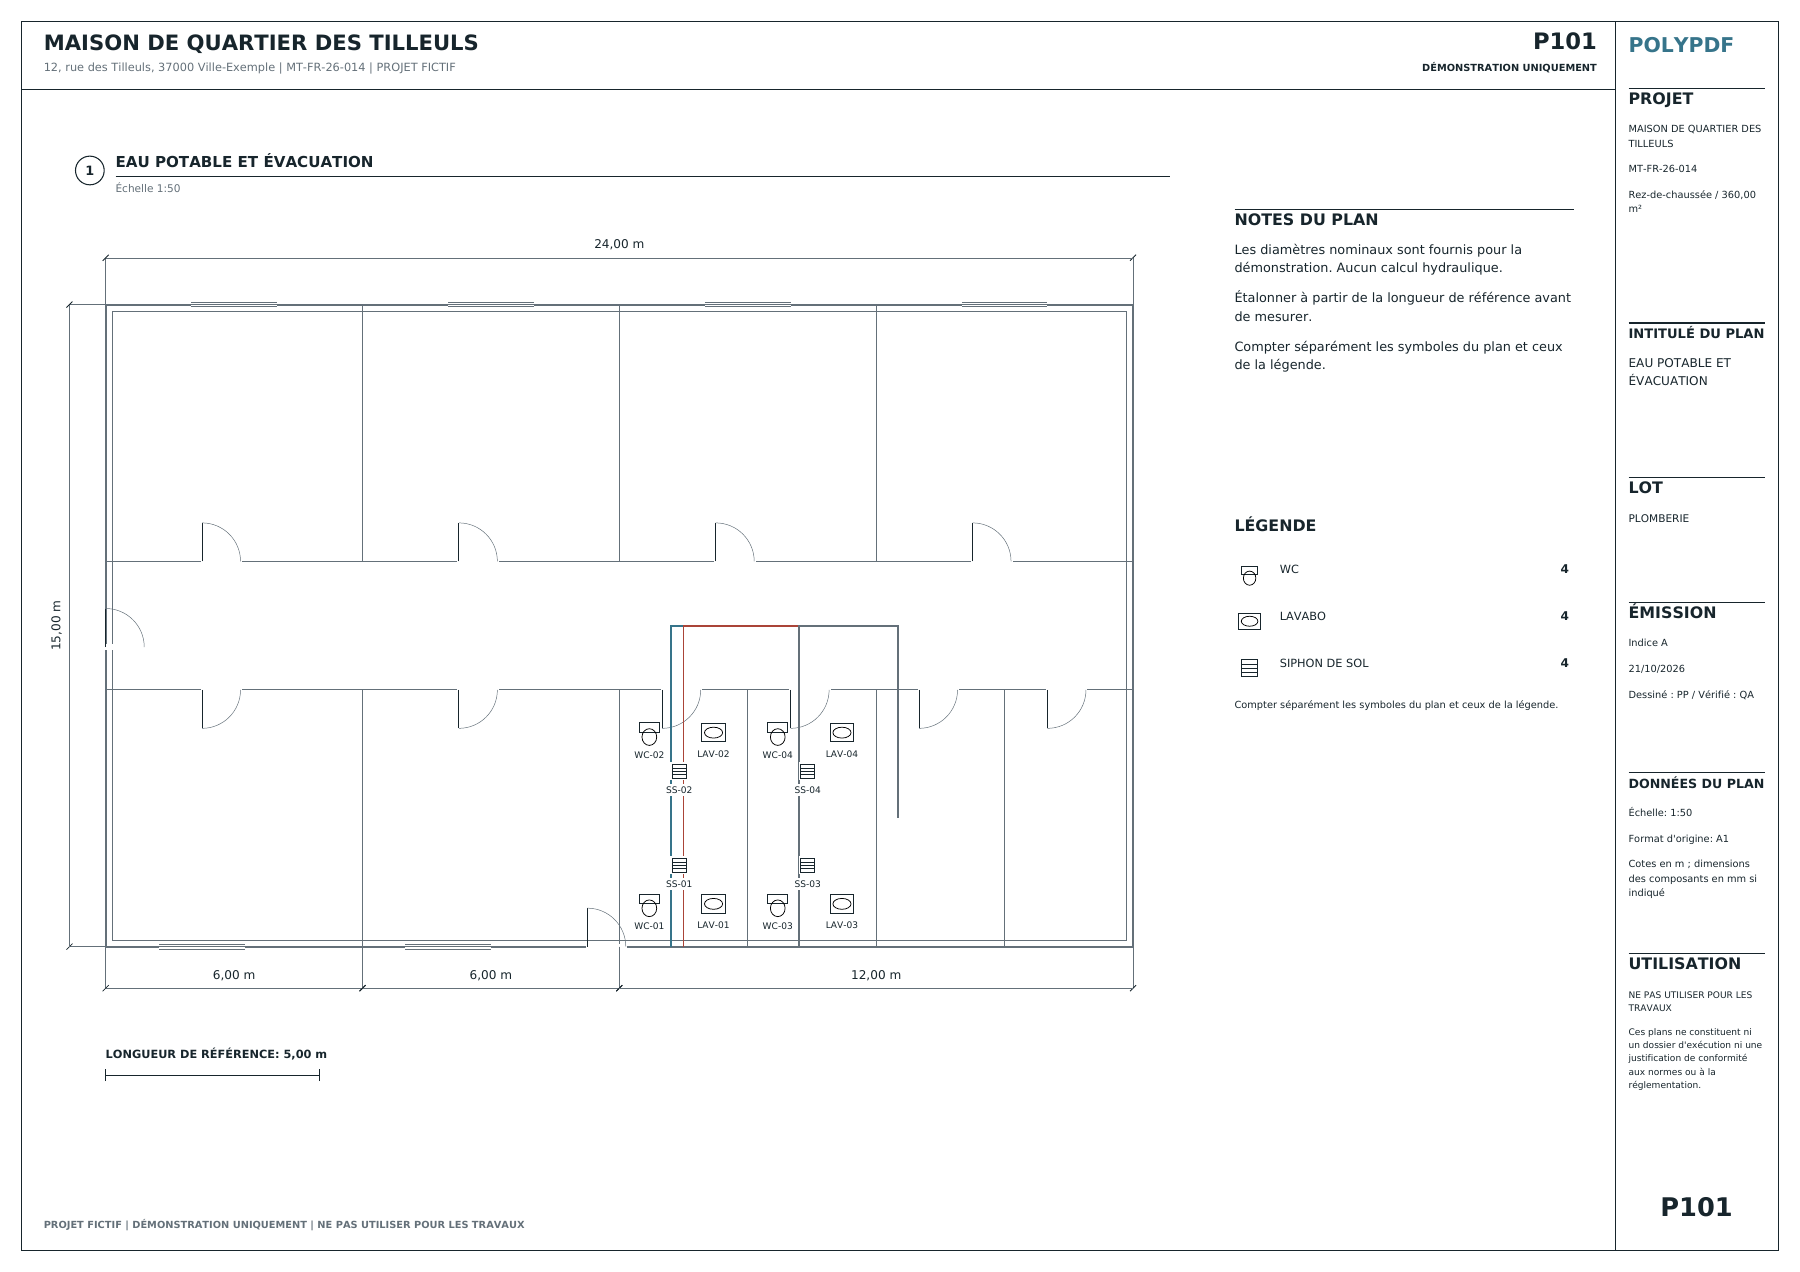 MAISON DE QUARTIER DES TILLEULS
12, rue des Tilleuls, 37000 Ville-Exemple | MT-FR-26-014 | PROJET FICTIF
P101
DÉMONSTRATION UNIQUEMENT
1
EAU POTABLE ET ÉVACUATION
Échelle 1:50
24,00 m
15,00 m
WC-02
LAV-02
WC-04
LAV-04
SS-02
SS-04
SS-01
SS-03
WC-01
LAV-01
WC-03
LAV-03
6,00 m
6,00 m
12,00 m
LONGUEUR DE RÉFÉRENCE: 5,00 m
NOTES DU PLAN
Les diamètres nominaux sont fournis pour la
démonstration. Aucun calcul hydraulique.
Étalonner à partir de la longueur de référence avant
de mesurer.
Compter séparément les symboles du plan et ceux
de la légende.
LÉGENDE
WC 4
LAVABO 4
SIPHON DE SOL 4
Compter séparément les symboles du plan et ceux de la légende.
POLYPDF
PROJET
MAISON DE QUARTIER DES
TILLEULS
MT-FR-26-014
Rez-de-chaussée / 360,00
m²
INTITULÉ DU PLAN
EAU POTABLE ET
ÉVACUATION
LOT
PLOMBERIE
ÉMISSION
Indice A
21/10/2026
Dessiné : PP / Vérifié : QA
DONNÉES DU PLAN
Échelle: 1:50
Format d'origine: A1
Cotes en m ; dimensions
des composants en mm si
indiqué
UTILISATION
NE PAS UTILISER POUR LES
TRAVAUX
Ces plans ne constituent ni
un dossier d'exécution ni une
justification de conformité
aux normes ou à la
réglementation.
P101
PROJET FICTIF | DÉMONSTRATION UNIQUEMENT | NE PAS UTILISER POUR LES TRAVAUX